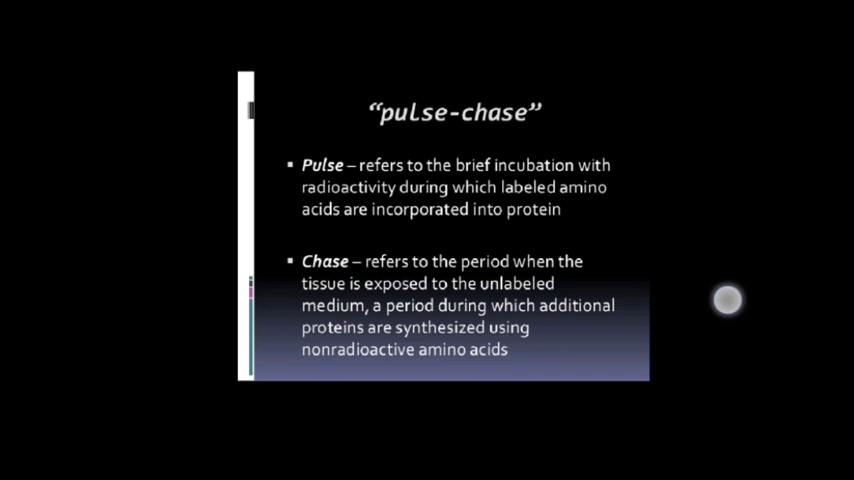 “pulse-chase”
▪ Pulse – refers to the brief incubation with
radioactivity during which labeled amino
acids are incorporated into protein
▪ Chase – refers to the period when the
tissue is exposed to the unlabeled
medium, a period during which additional
proteins are synthesized using
nonradioactive amino acids